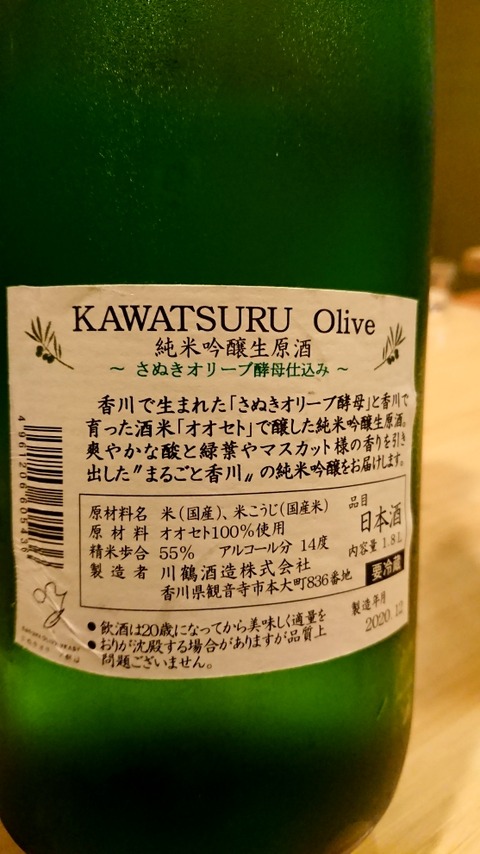 KAWATSURU Olive
純米吟醸生原酒
～ さぬきオリーブ酵母仕込み ～
香川で生まれた「さぬきオリーブ酵母」と香川で
育った酒米「オオセト」で醸した純米吟醸生原酒。
爽やかな酸と緑葉やマスカット様の香りを引き
出した〃まるごと香川〃の純米吟醸をお届けします。
原材料名 米(国産)、米こうじ(国産米)
原料米 オオセト100%使用
精米歩合 55% アルコール分 14度
製造者 川鶴酒造株式会社
香川県観音寺市本大町836番地
品目
日本酒
内容量 1.8L
要冷蔵
製造年月
2020.12
●飲酒は20歳になってから美味しく適量を
●おりが沈殿する場合がありますが品質上
問題ございません。